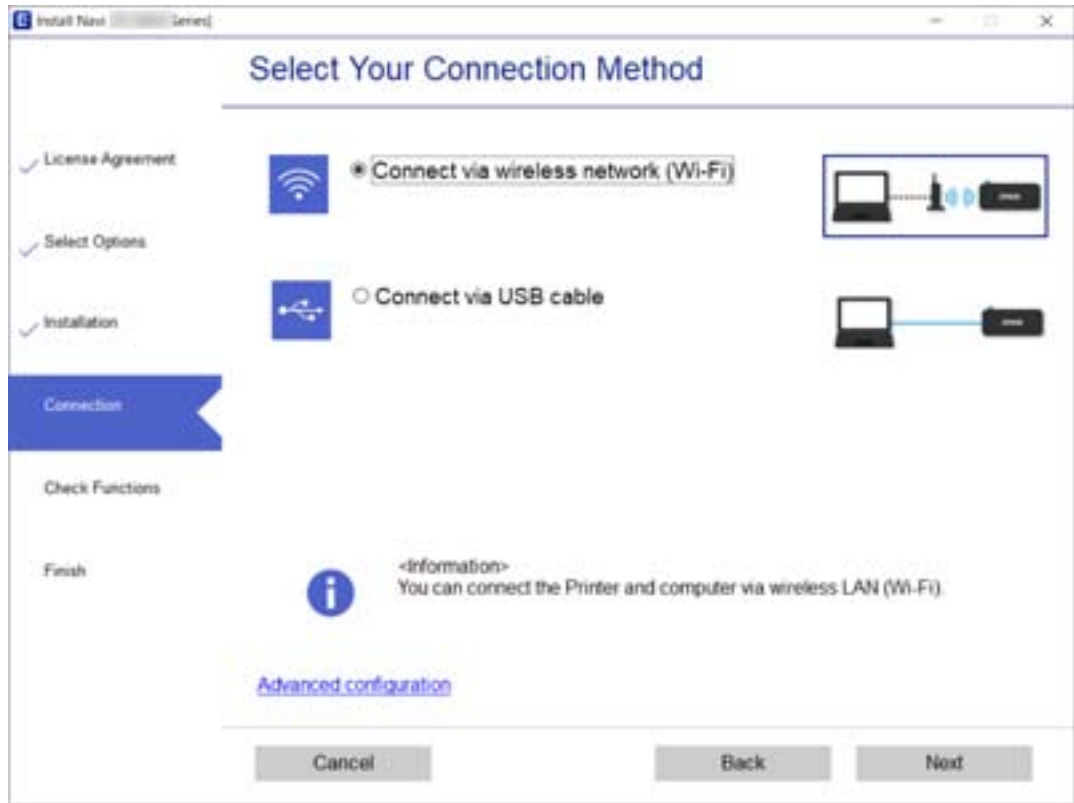 Install Navi Series]
Select Your Connection Method
License Agreement
Select Options
Installation
Connection
Check Functions
Finish
Connect via wireless network (Wi-Fi)
Connect via USB cable
<Information>
You can connect the Printer and computer via wireless LAN (Wi-Fi).
Advanced configuration
Cancel
Back
Next